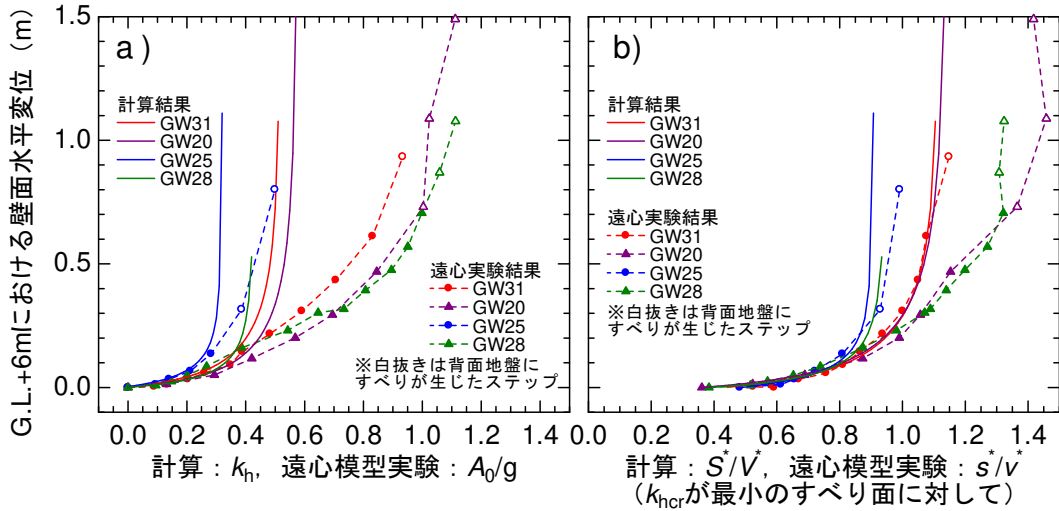 G.L.+6mにおける壁面水平変位（m）
1.5
1.0
0.5
0.0
a)
計算結果
GW31
GW20
GW25
GW28
遠心実験結果
GW31
GW20
GW25
GW28
※白抜きは背面地盤に
すべりが生じたステップ
0.0 0.2 0.4 0.6 0.8 1.0 1.2 1.4
計算：kh, 遠心模型実験：A0/g
b)
計算結果
GW31
GW20
GW25
GW28
遠心実験結果
GW31
GW20
GW25
GW28
※白抜きは背面地盤に
すべりが生じたステップ
0.0 0.2 0.4 0.6 0.8 1.0 1.2 1.4
計算：S*/V*, 遠心模型実験：s*/v*
（khcrが最小のすべり面に対して）